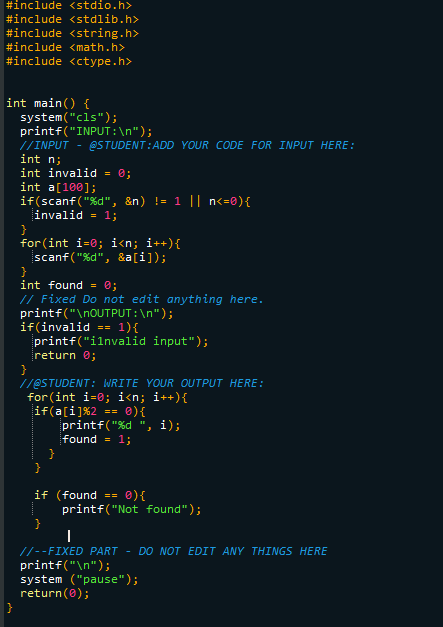 #include <stdio.h>
#include <stdlib.h>
#include <string.h>
#include <math.h>
#include <ctype.h>
int main() {
system("cls");
printf("INPUT:\n");
//INPUT - @STUDENT:ADD YOUR CODE FOR INPUT HERE:
int n;
int invalid = 0;
int a[100];
if(scanf("%d", &n) != 1 || n<=0){
invalid = 1;
}
for(int i=0; i<n; i++){
scanf("%d", &a[i]);
}
int found = 0;
// Fixed Do not edit anything here.
printf("\nOUTPUT:\n");
if(invalid == 1){
printf("i1nvalid input");
return 0;
}
//@STUDENT: WRITE YOUR OUTPUT HERE:
for(int i=0; i<n; i++){
if(a[i]%2 == 0){
printf("%d ", i);
found = 1;
}
}
if (found == 0){
printf("Not found");
}
//--FIXED PART - DO NOT EDIT ANY THINGS HERE
printf("\n");
system ("pause");
return(0);
}